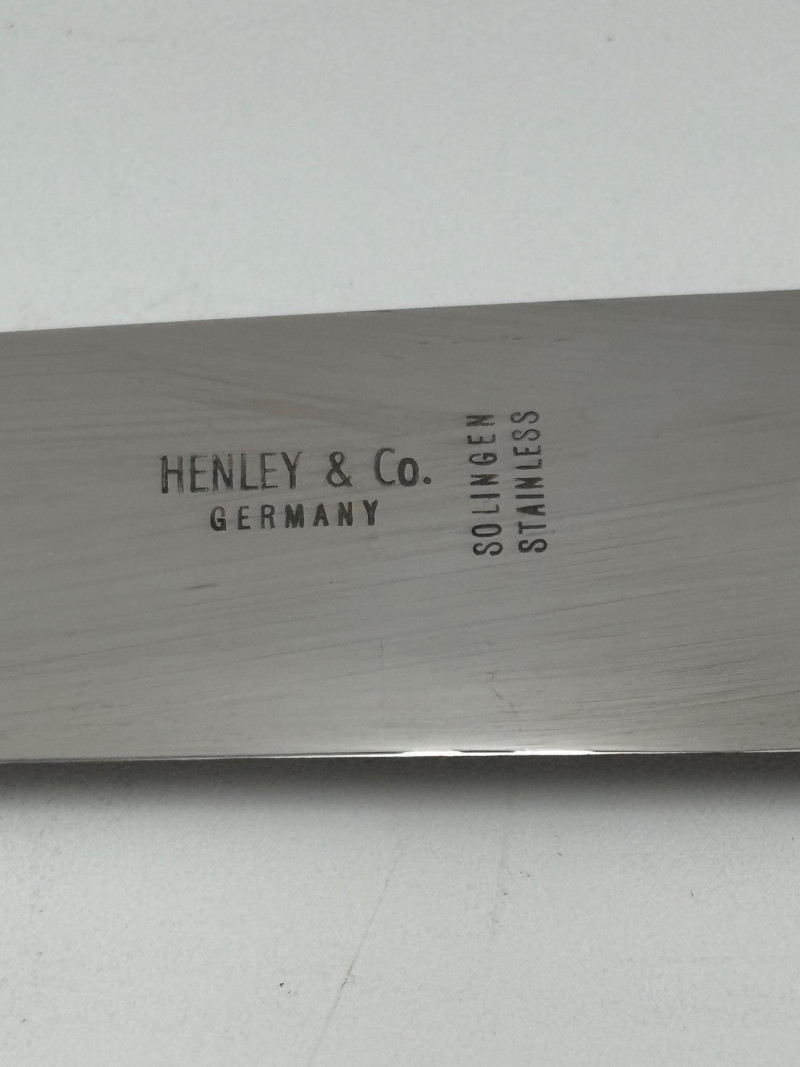 HENLEY & Co.
GERMANY
SOLINGEN
STAINLESS